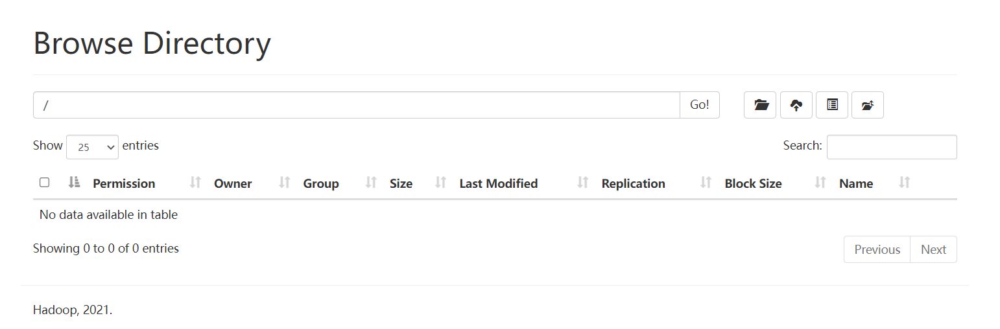 Browse Directory
/ Go!
Show 25 entries Search:
Permission Owner Group Size Last Modified Replication Block Size Name
No data available in table
Showing 0 to 0 of 0 entries Previous Next
Hadoop, 2021.